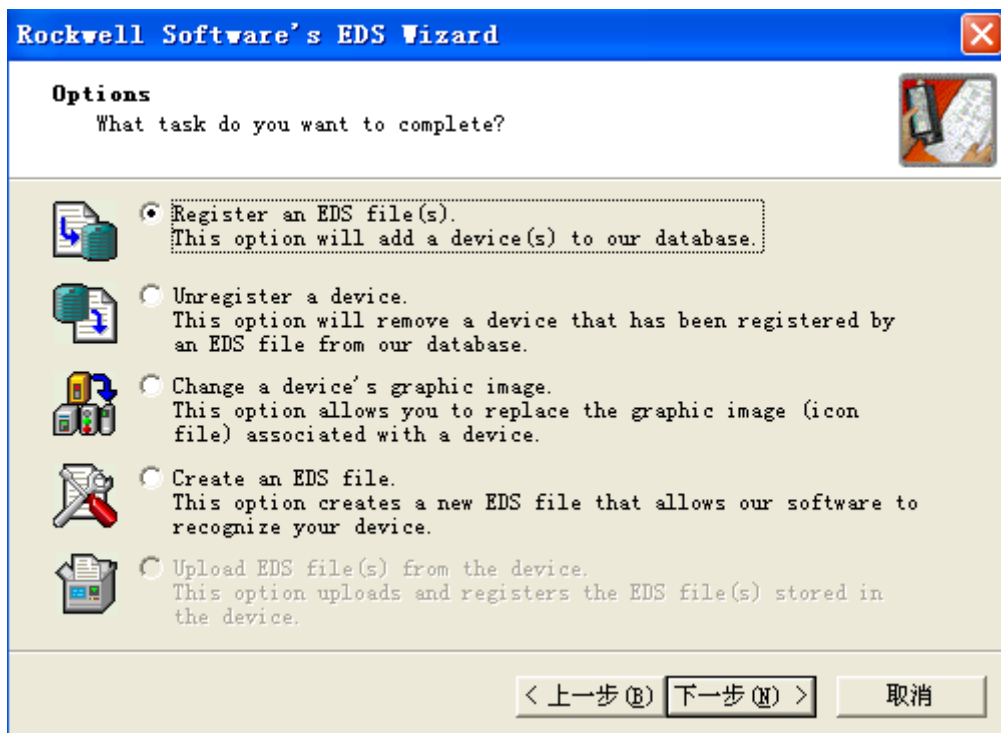 Rockwell Software's EDS Wizard
Options
What task do you want to complete?
Register an EDS file(s).
This option will add a device(s) to our database.
Unregister a device.
This option will remove a device that has been registered by
an EDS file from our database.
Change a device's graphic image.
This option allows you to replace the graphic image (icon
file) associated with a device.
Create an EDS file.
This option creates a new EDS file that allows our software to
recognize your device.
Upload EDS file(s) from the device.
This option uploads and registers the EDS file(s) stored in
the device.
< 上一步(B) 下一步(N) > 取消